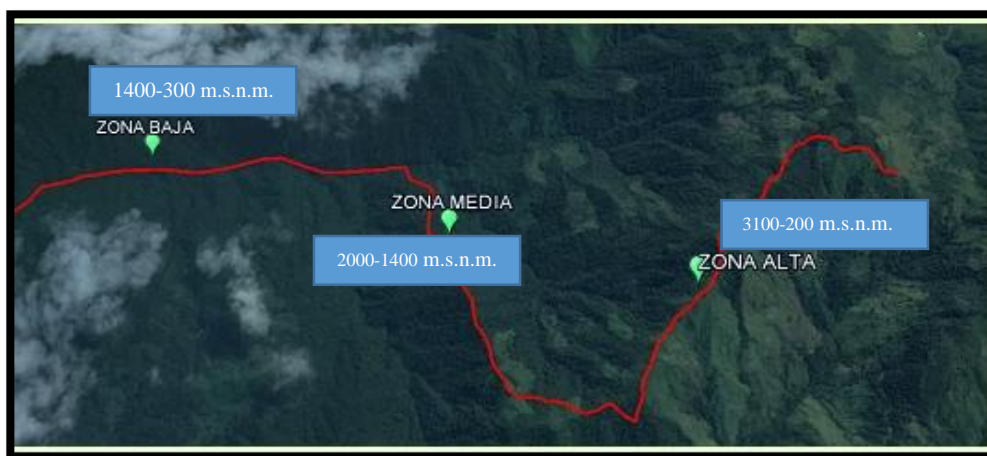 1400-300 m.s.n.m.
ZONA BAJA
ZONA MEDIA
2000-1400 m.s.n.m.
3100-200 m.s.n.m.
ZONA ALTA